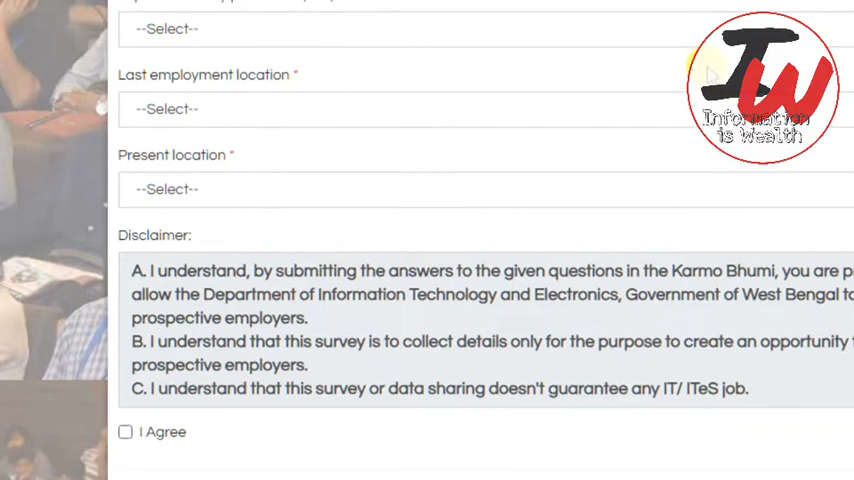 --Select--
Last employment location *
--Select--
Present location *
--Select--
Disclaimer:
A. I understand, by submitting the answers to the given questions in the Karmo Bhumi, you are
allow the Department of Information Technology and Electronics, Government of West Bengal
prospective employers.
B. I understand that this survey is to collect details only for the purpose to create an opportunity
prospective employers.
C. I understand that this survey or data sharing doesn't guarantee any IT/ ITeS job.
I Agree
IW
Information
is Wealth